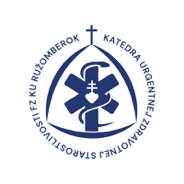 KATEDRA URGENTNEJ ZDRAVOTNEJ STAROSTLIVOSTI FZ KU RUŽOMBEROK